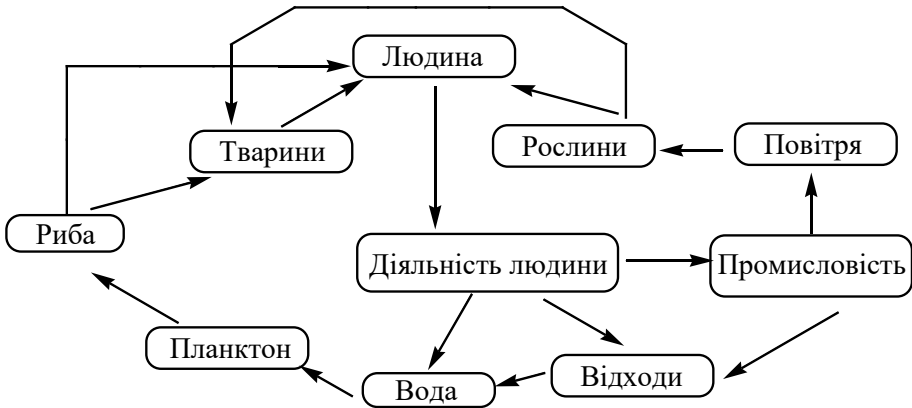 Людина
Тварини
Рослини
Повітря
Риба
Діяльність людини
Промисловість
Планктон
Вода
Відходи